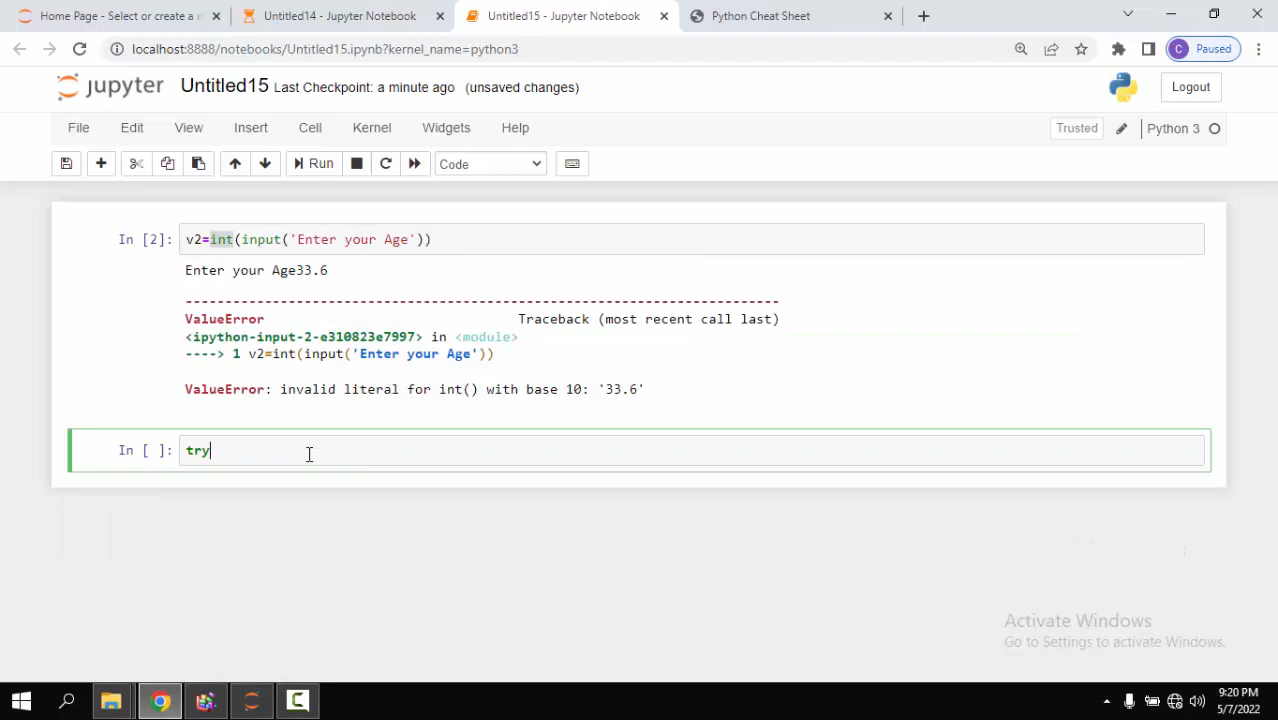 Home Page - Select or create a n
Untitled14 - Jupyter Notebook
Untitled15 - Jupyter Notebook
Python Cheat Sheet
localhost:8888/notebooks/Untitled15.ipynb?kernel_name=python3
C Paused
jupyter Untitled15 Last Checkpoint: a minute ago (unsaved changes)
Logout
File Edit View Insert Cell Kernel Widgets Help
Trusted Python 3
Run Code
In [2]: v2=int(input('Enter your Age'))
Enter your Age33.6
---------------------------------------------------------------------------
ValueError Traceback (most recent call last)
<ipython-input-2-e310823e7997> in <module>
----> 1 v2=int(input('Enter your Age'))
ValueError: invalid literal for int() with base 10: '33.6'
In [ ]: try
Activate Windows
Go to Settings to activate Windows.
9:20 PM
5/7/2022